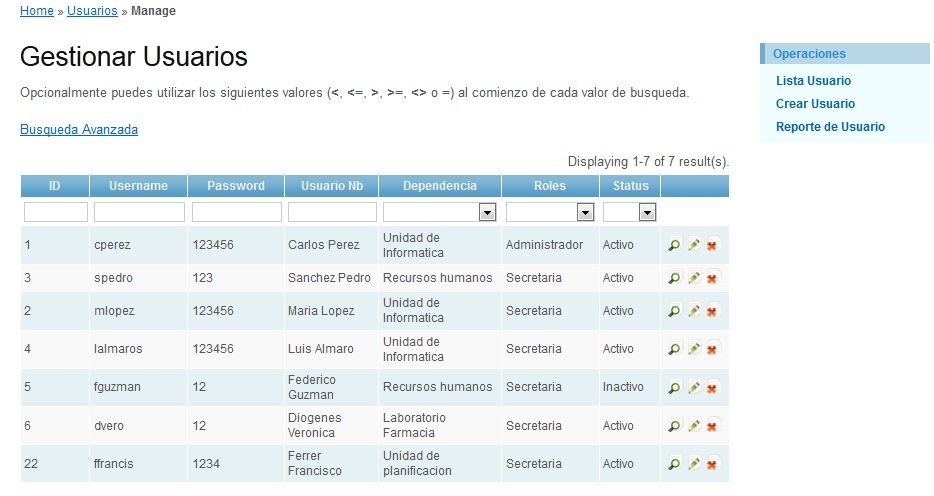 Home » Usuarios » Manage
Gestionar Usuarios
Opcionalmente puedes utilizar los siguientes valores (<, <=, >, >=, <> o =) al comienzo de cada valor de busqueda.
Busqueda Avanzada
Operaciones
Lista Usuario
Crear Usuario
Reporte de Usuario
Displaying 1-7 of 7 result(s).
ID Username Password Usuario Nb Dependencia Roles Status
1 cperez 123456 Carlos Perez Unidad de Informatica Administrador Activo
3 spedro 123 Sanchez Pedro Recursos humanos Secretaria Activo
2 mlopez 123456 Maria Lopez Unidad de Informatica Secretaria Activo
4 lalmaros 123456 Luis Almaro Unidad de Informatica Secretaria Activo
5 fguzman 12 Federico Guzman Recursos humanos Secretaria Inactivo
6 dvero 12 Diogenes Veronica Laboratorio Farmacia Secretaria Activo
22 ffrancis 1234 Ferrer Francisco Unidad de planificacion Secretaria Activo